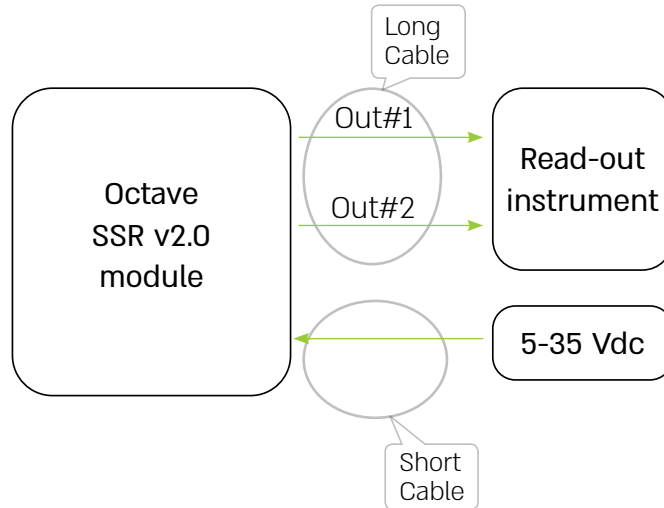 Long
Cable
Out#1
Out#2
Octave
SSR v2.0
module
Read-out
instrument
5-35 Vdc
Short
Cable